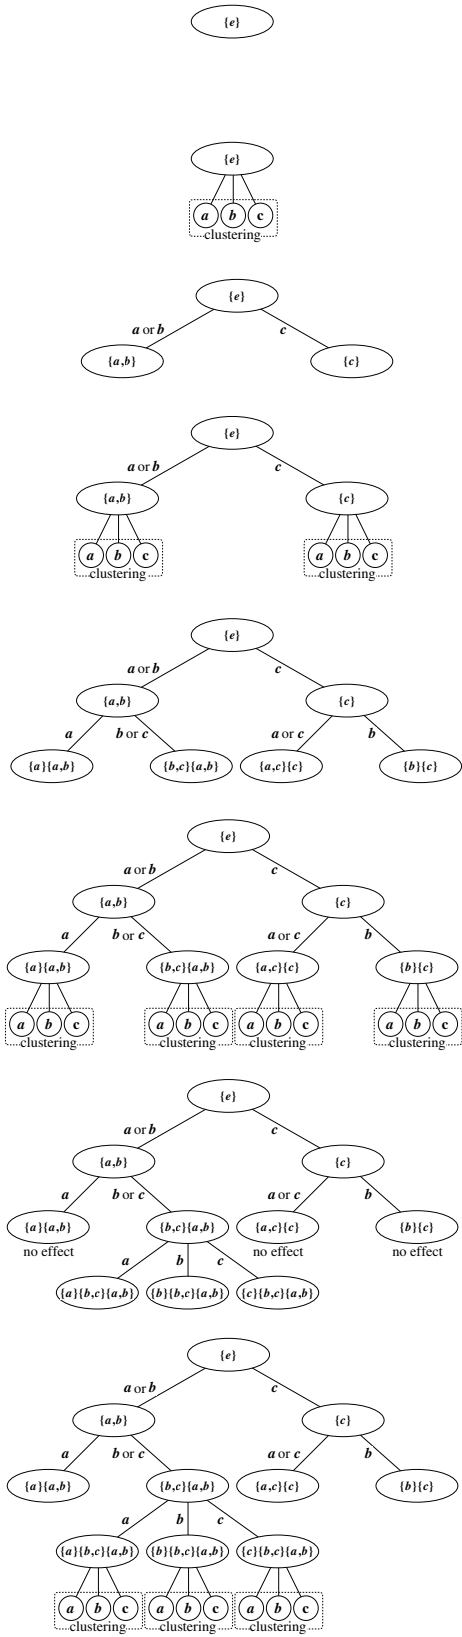 {e}
{e}
a b c
clustering
{e}
a or b c
{a,b} {c}
{e}
a or b c
{a,b} {c}
a b c a b c
clustering clustering
{e}
a or b c
{a,b} {c}
a b or c a or c b
{a}{a,b} {b,c}{a,b} {a,c}{c} {b}{c}
{e}
a or b c
{a,b} {c}
a b or c a or c b
{a}{a,b} {b,c}{a,b} {a,c}{c} {b}{c}
a b c a b c a b c a b c
clustering clustering clustering clustering
{e}
a or b c
{a,b} {c}
a b or c a or c b
{a}{a,b} {b,c}{a,b} {a,c}{c} {b}{c}
no effect no effect no effect
a b c
{a}{b,c}{a,b} {b}{b,c}{a,b} {c}{b,c}{a,b}
{e}
a or b c
{a,b} {c}
a b or c a or c b
{a}{a,b} {b,c}{a,b} {a,c}{c} {b}{c}
a b c
{a}{b,c}{a,b} {b}{b,c}{a,b} {c}{b,c}{a,b}
a b c a b c a b c
clustering clustering clustering